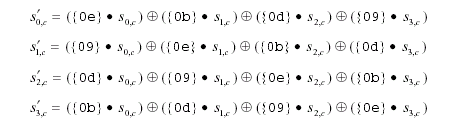 s′0,c = ({0e} • s0,c) ⊕ ({0b} • s1,c) ⊕ ({0d} • s2,c) ⊕ ({09} • s3,c)
s′1,c = ({09} • s0,c) ⊕ ({0e} • s1,c) ⊕ ({0b} • s2,c) ⊕ ({0d} • s3,c)
s′2,c = ({0d} • s0,c) ⊕ ({09} • s1,c) ⊕ ({0e} • s2,c) ⊕ ({0b} • s3,c)
s′3,c = ({0b} • s0,c) ⊕ ({0d} • s1,c) ⊕ ({09} • s2,c) ⊕ ({0e} • s3,c)